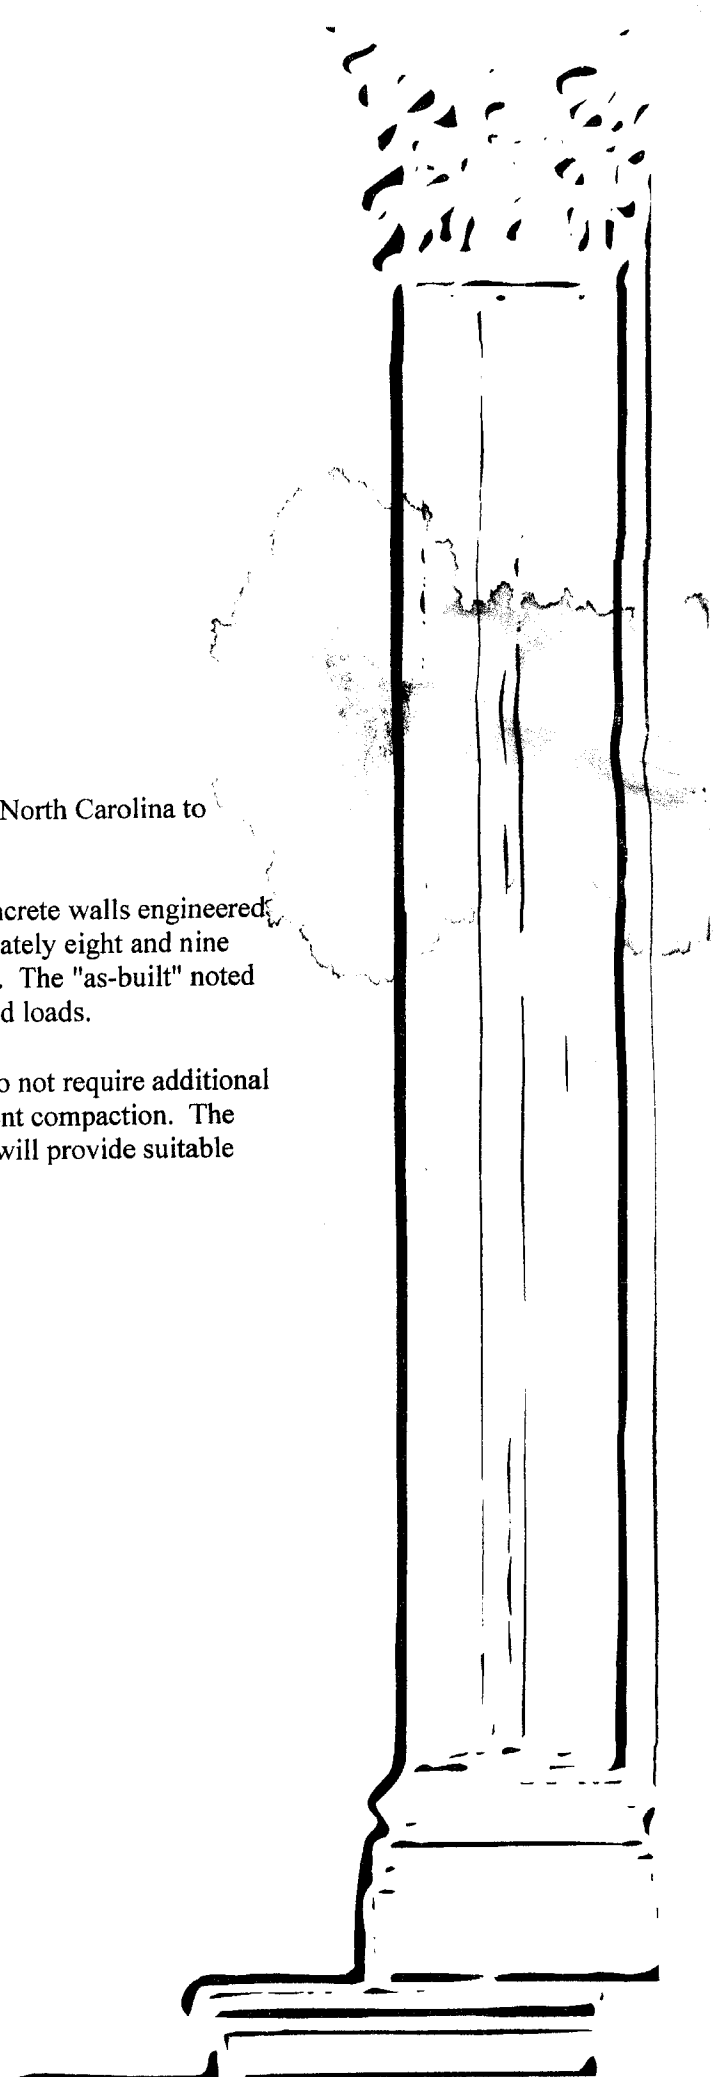 North Carolina to
ncrete walls engineered
ately eight and nine
. The "as-built" noted
d loads.
o not require additional
nt compaction. The
will provide suitable